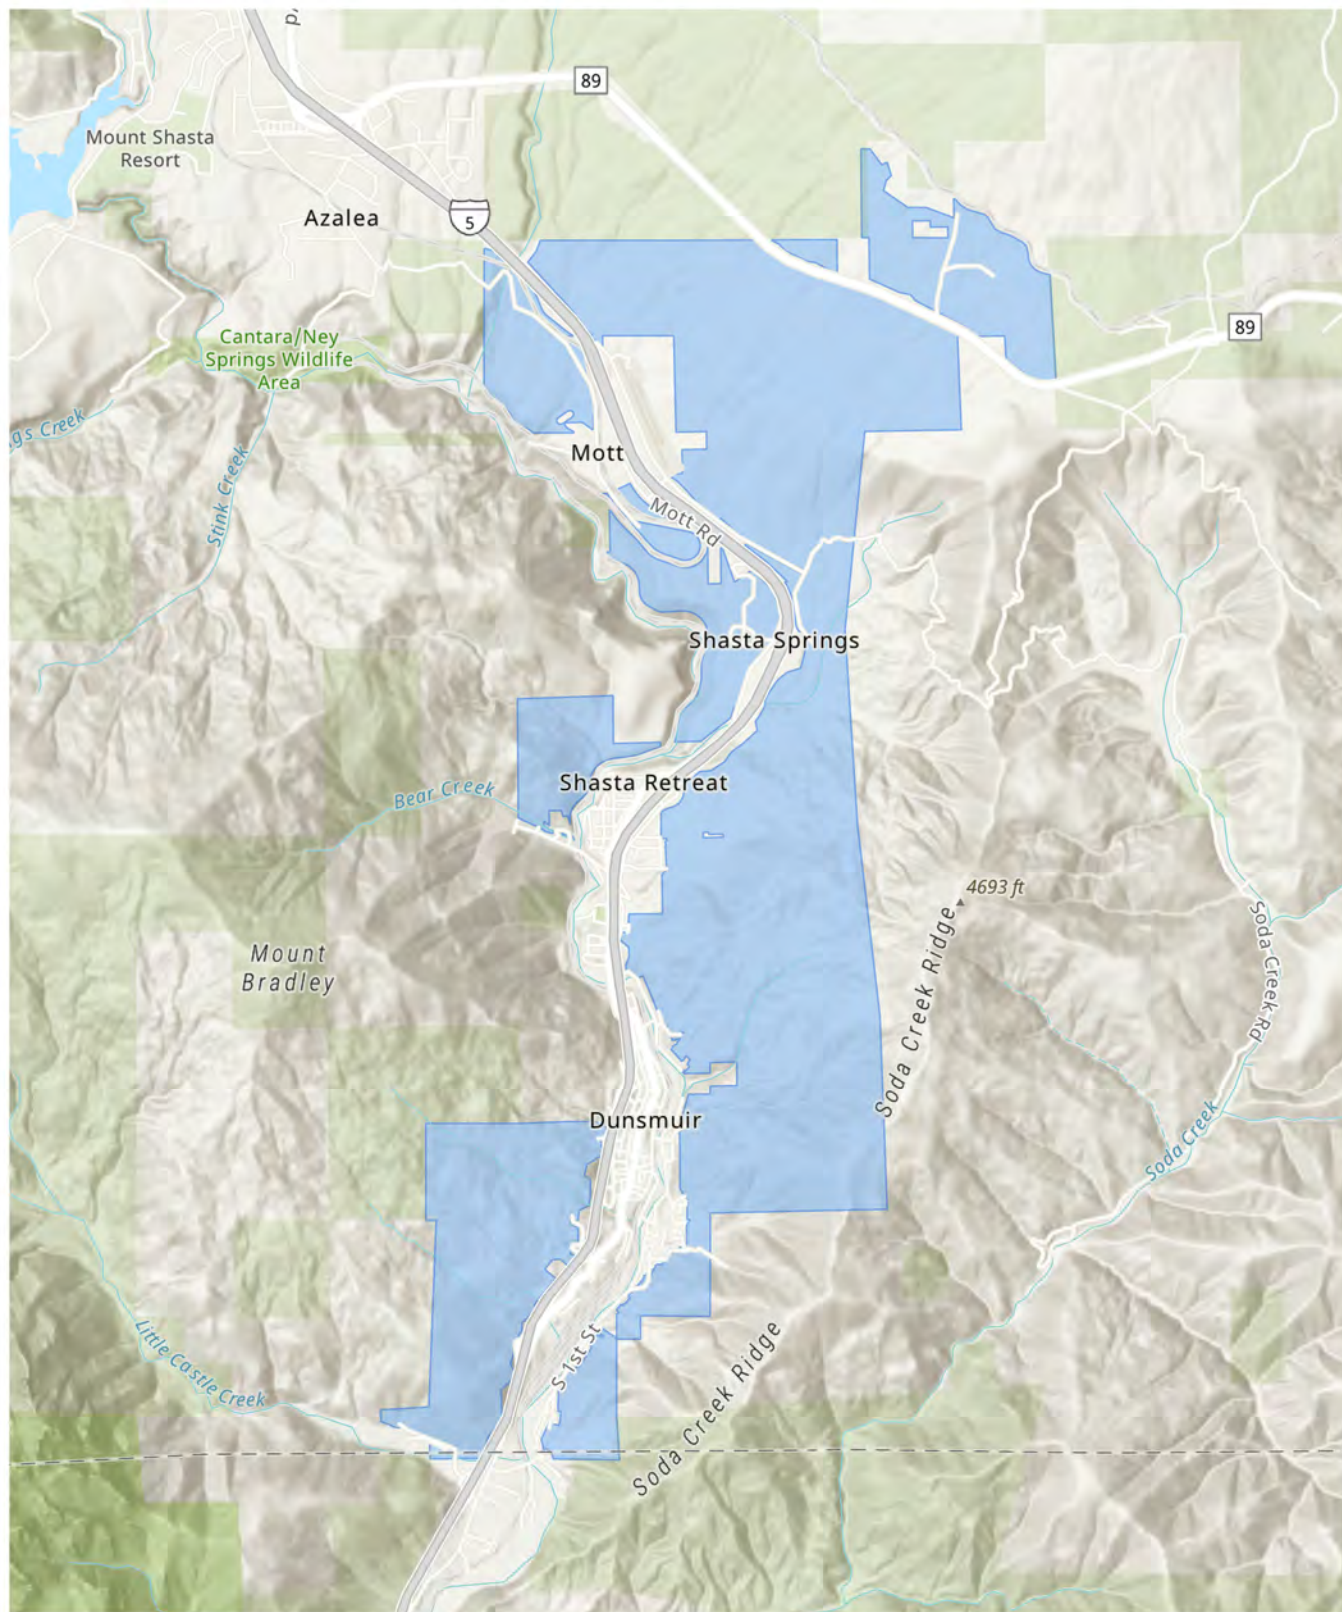 89
Mount Shasta
Resort
Azalea
5
Cantara/Ney
Springs Wildlife
Area
89
gs Creek
Stink Creek
Mott
Mott Rd
Shasta Springs
Shasta Retreat
Bear Creek
4693 ft
Soda Creek Ridge
Soda Creek Rd
Mount
Bradley
Dunsmuir
Soda Creek
Little Castle Creek
S 1st St
Soda Creek Ridge